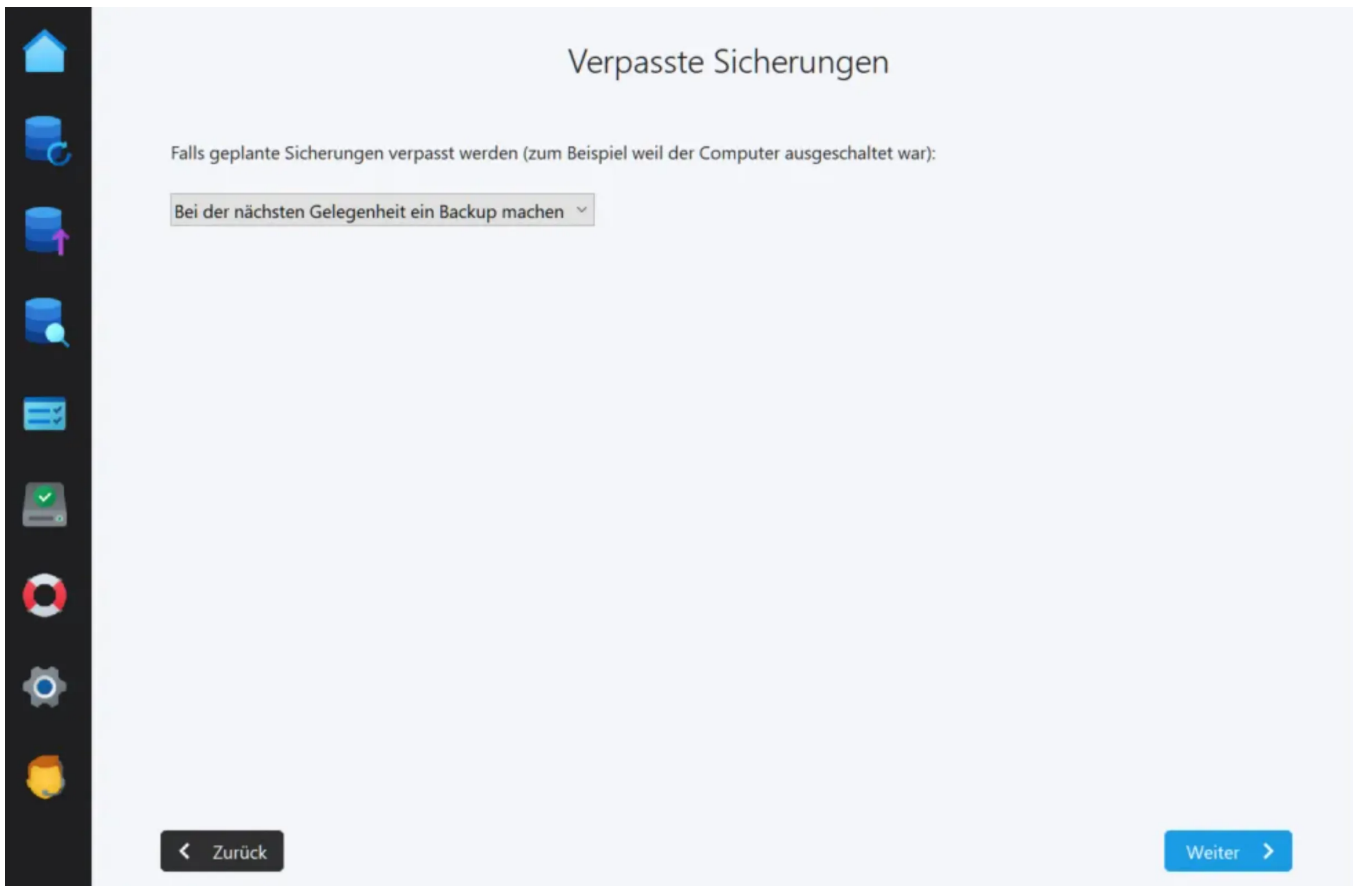 Verpasste Sicherungen
Falls geplante Sicherungen verpasst werden (zum Beispiel weil der Computer ausgeschaltet war):
Bei der nächsten Gelegenheit ein Backup machen
Zurück
Weiter